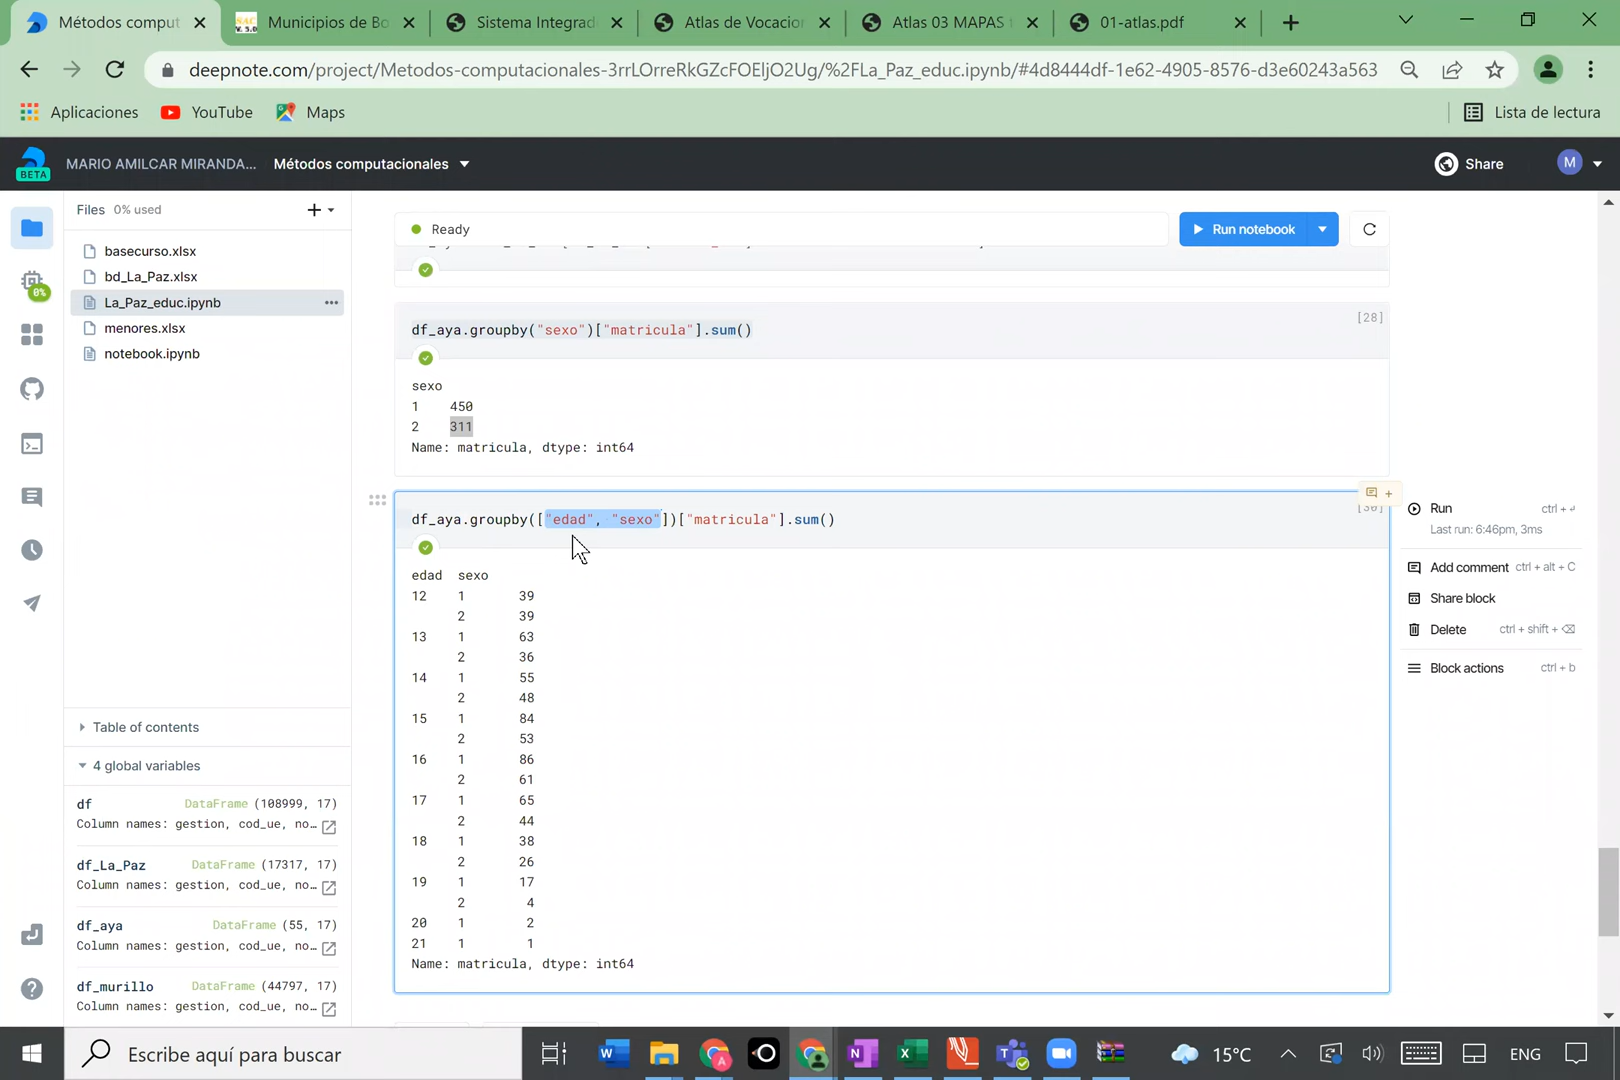 Métodos comput
Municipios de Bo
Sistema Integrad
Atlas de Vocacion
Atlas 03 MAPAS
01-atlas.pdf
deepnote.com/project/Metodos-computacionales-3rrLOrreRkGZcFOEljO2Ug/%2FLa_Paz_educ.ipynb/#4d8444df-1e62-4905-8576-d3e60243a563
Aplicaciones
YouTube
Maps
Lista de lectura
BETA
MARIO AMILCAR MIRANDA...
Métodos computacionales
Share
M
Files 0% used
basecurso.xlsx
bd_La_Paz.xlsx
La_Paz_educ.ipynb
menores.xlsx
notebook.ipynb
0%
Table of contents
4 global variables
df DataFrame (108999, 17)
Column names: gestion, cod_ue, no...
df_La_Paz DataFrame (17317, 17)
Column names: gestion, cod_ue, no...
df_aya DataFrame (55, 17)
Column names: gestion, cod_ue, no...
df_murillo DataFrame (44797, 17)
Column names: gestion, cod_ue, no...
Ready
Run notebook
df_aya.groupby("sexo")["matricula"].sum()
[28]
sexo
1 450
2 311
Name: matricula, dtype: int64
df_aya.groupby(["edad", "sexo"])["matricula"].sum()
[30]
edad sexo
12 1 39
2 39
13 1 63
2 36
14 1 55
2 48
15 1 84
2 53
16 1 86
2 61
17 1 65
2 44
18 1 38
2 26
19 1 17
2 4
20 1 2
21 1 1
Name: matricula, dtype: int64
Run ctrl + ⏎
Last run: 6:46pm, 3ms
Add comment ctrl + alt + C
Share block
Delete ctrl + shift + ⌫
Block actions ctrl + b
Escribe aquí para buscar
15°C
ENG